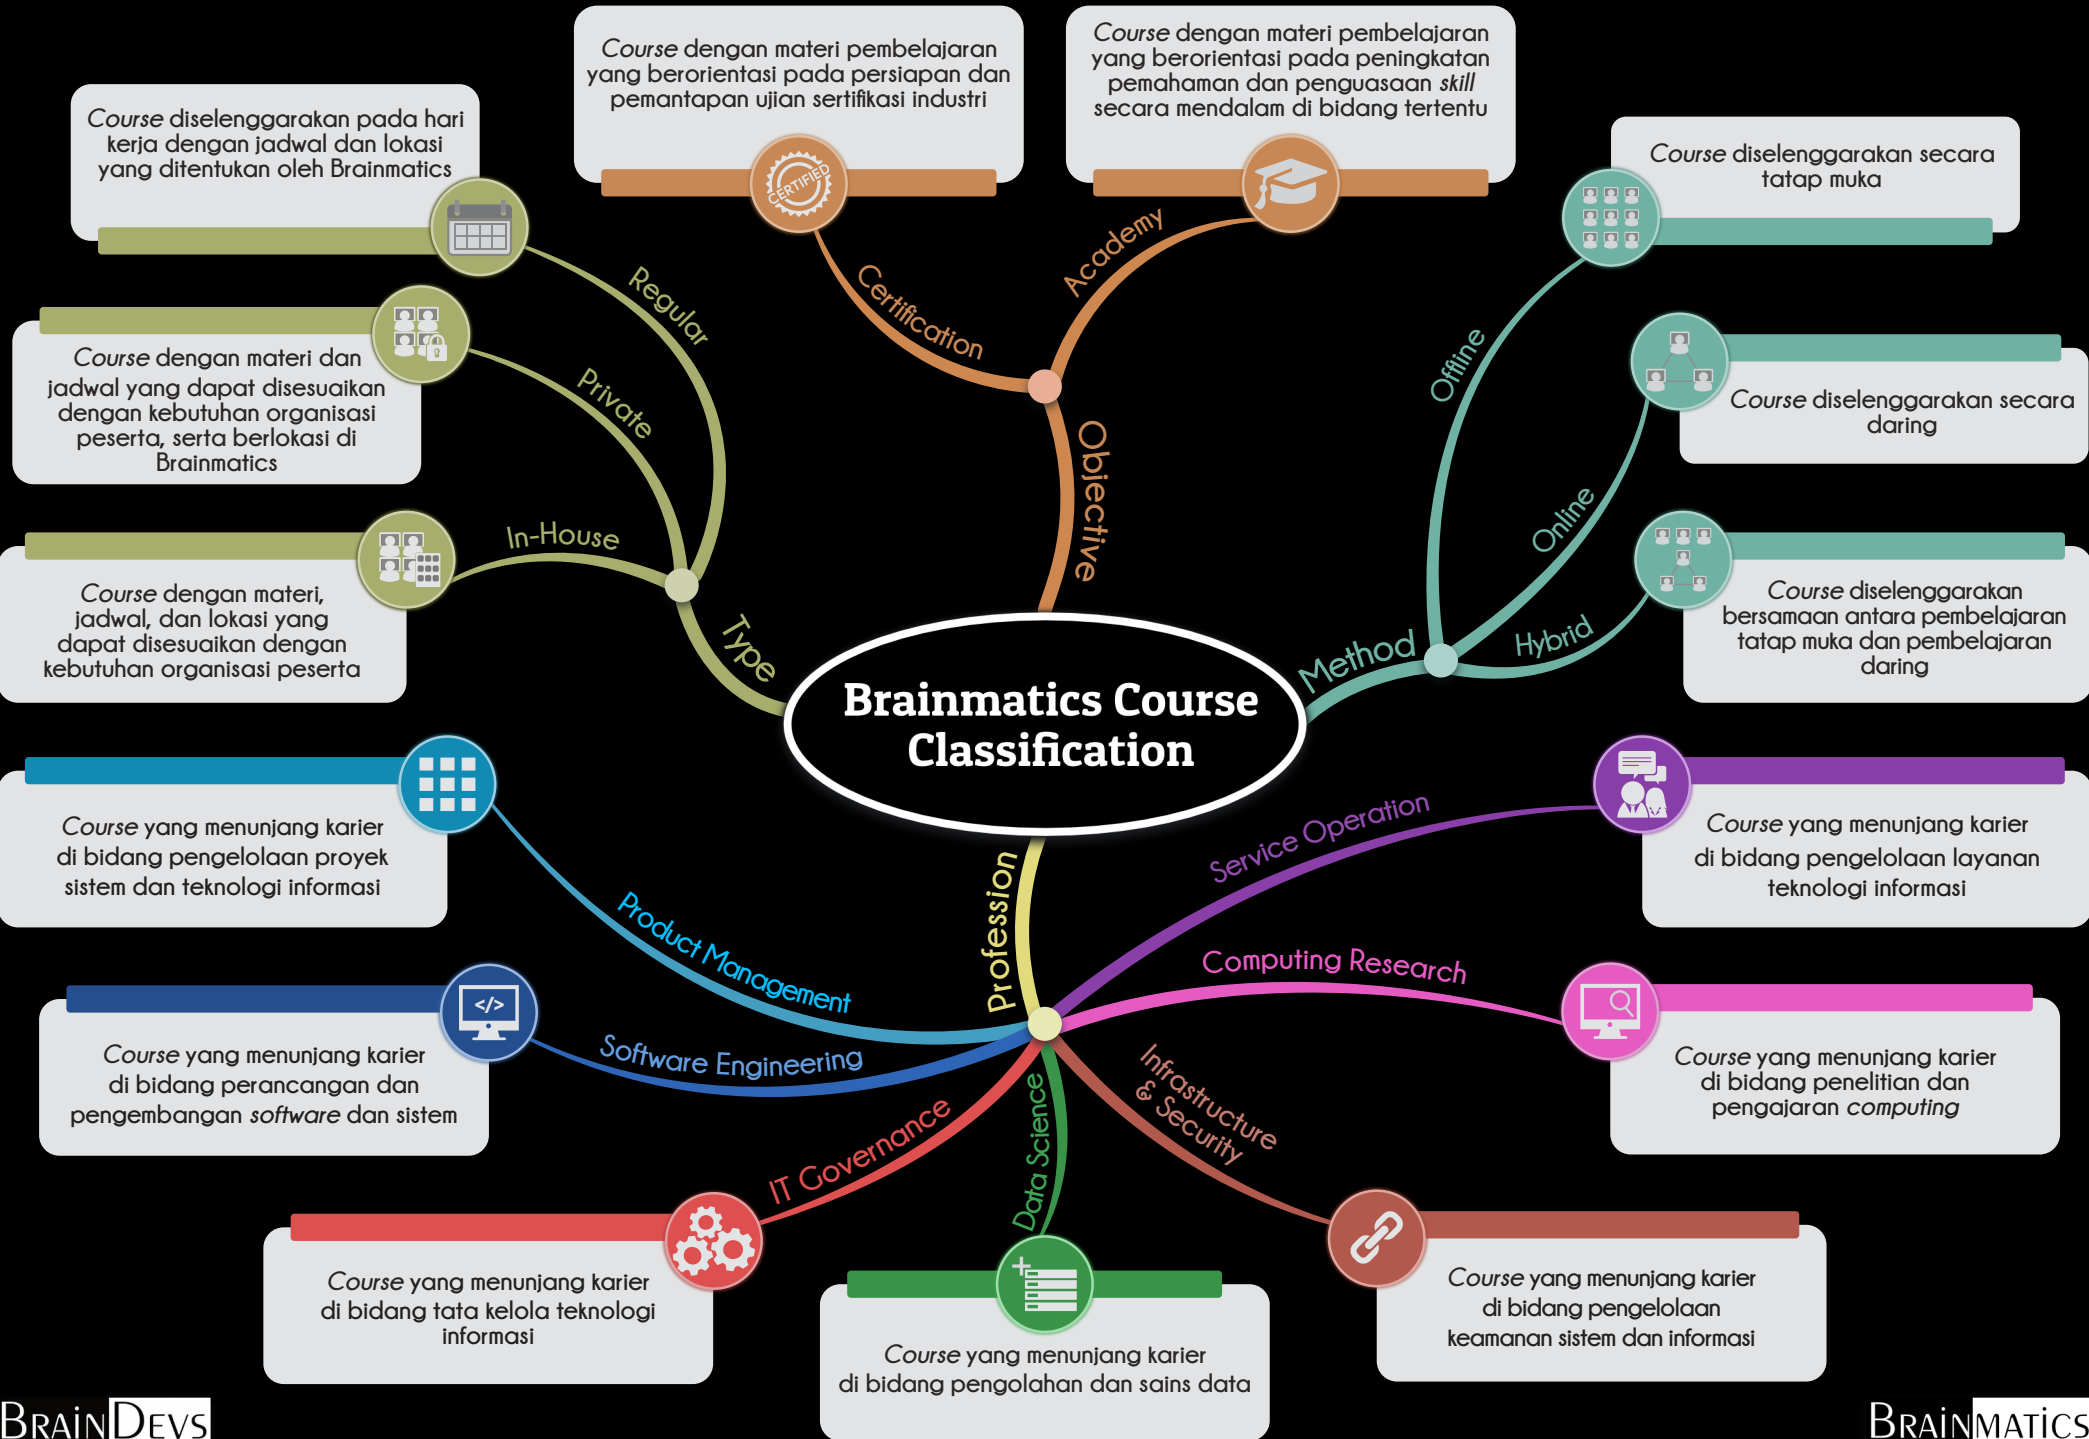 Brainmatics Course
Classification
Objective
Certification
Course dengan materi pembelajaran
yang berorientasi pada persiapan dan
pemantapan ujian sertifikasi industri
CERTIFIED
Academy
Course dengan materi pembelajaran
yang berorientasi pada peningkatan
pemahaman dan penguasaan skill
secara mendalam di bidang tertentu
Method
Offline
Course diselenggarakan secara
tatap muka
Online
Course diselenggarakan secara
daring
Hybrid
Course diselenggarakan
bersamaan antara pembelajaran
tatap muka dan pembelajaran
daring
Type
Regular
Course diselenggarakan pada hari
kerja dengan jadwal dan lokasi
yang ditentukan oleh Brainmatics
Private
Course dengan materi dan
jadwal yang dapat disesuaikan
dengan kebutuhan organisasi
peserta, serta berlokasi di
Brainmatics
In-House
Course dengan materi,
jadwal, dan lokasi yang
dapat disesuaikan dengan
kebutuhan organisasi peserta
Profession
Product Management
Course yang menunjang karier
di bidang pengelolaan proyek
sistem dan teknologi informasi
Software Engineering
</>
Course yang menunjang karier
di bidang perancangan dan
pengembangan software dan sistem
IT Governance
Course yang menunjang karier
di bidang tata kelola teknologi
informasi
Data Science
Course yang menunjang karier
di bidang pengolahan dan sains data
Infrastructure
& Security
Course yang menunjang karier
di bidang pengelolaan
keamanan sistem dan informasi
Computing Research
Course yang menunjang karier
di bidang penelitian dan
pengajaran computing
Service Operation
Course yang menunjang karier
di bidang pengelolaan layanan
teknologi informasi
BRAINDEVS
BRAINMATICS